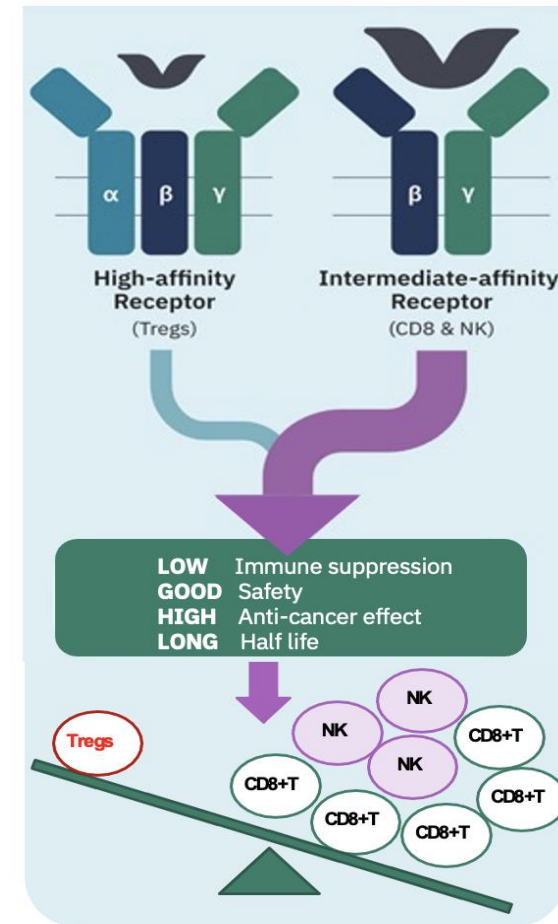 α β γ
β γ
High-affinity
Receptor
(Tregs)
Intermediate-affinity
Receptor
(CD8 & NK)
LOW Immune suppression
GOOD Safety
HIGH Anti-cancer effect
LONG Half life
Tregs
NK
NK
NK
CD8+T
CD8+T
CD8+T
CD8+T
CD8+T